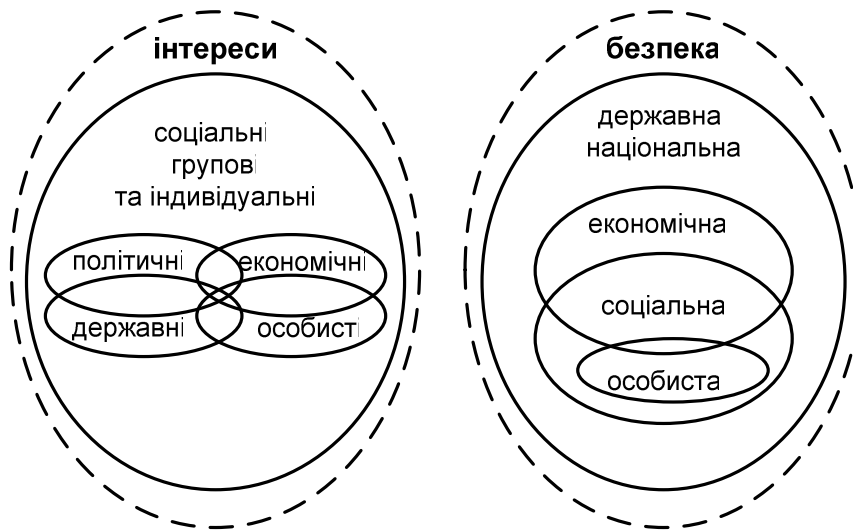 інтереси
соціальні
групові
та індивідуальні
політичні
економічні
державні
особисті
безпека
державна
національна
економічна
соціальна
особиста